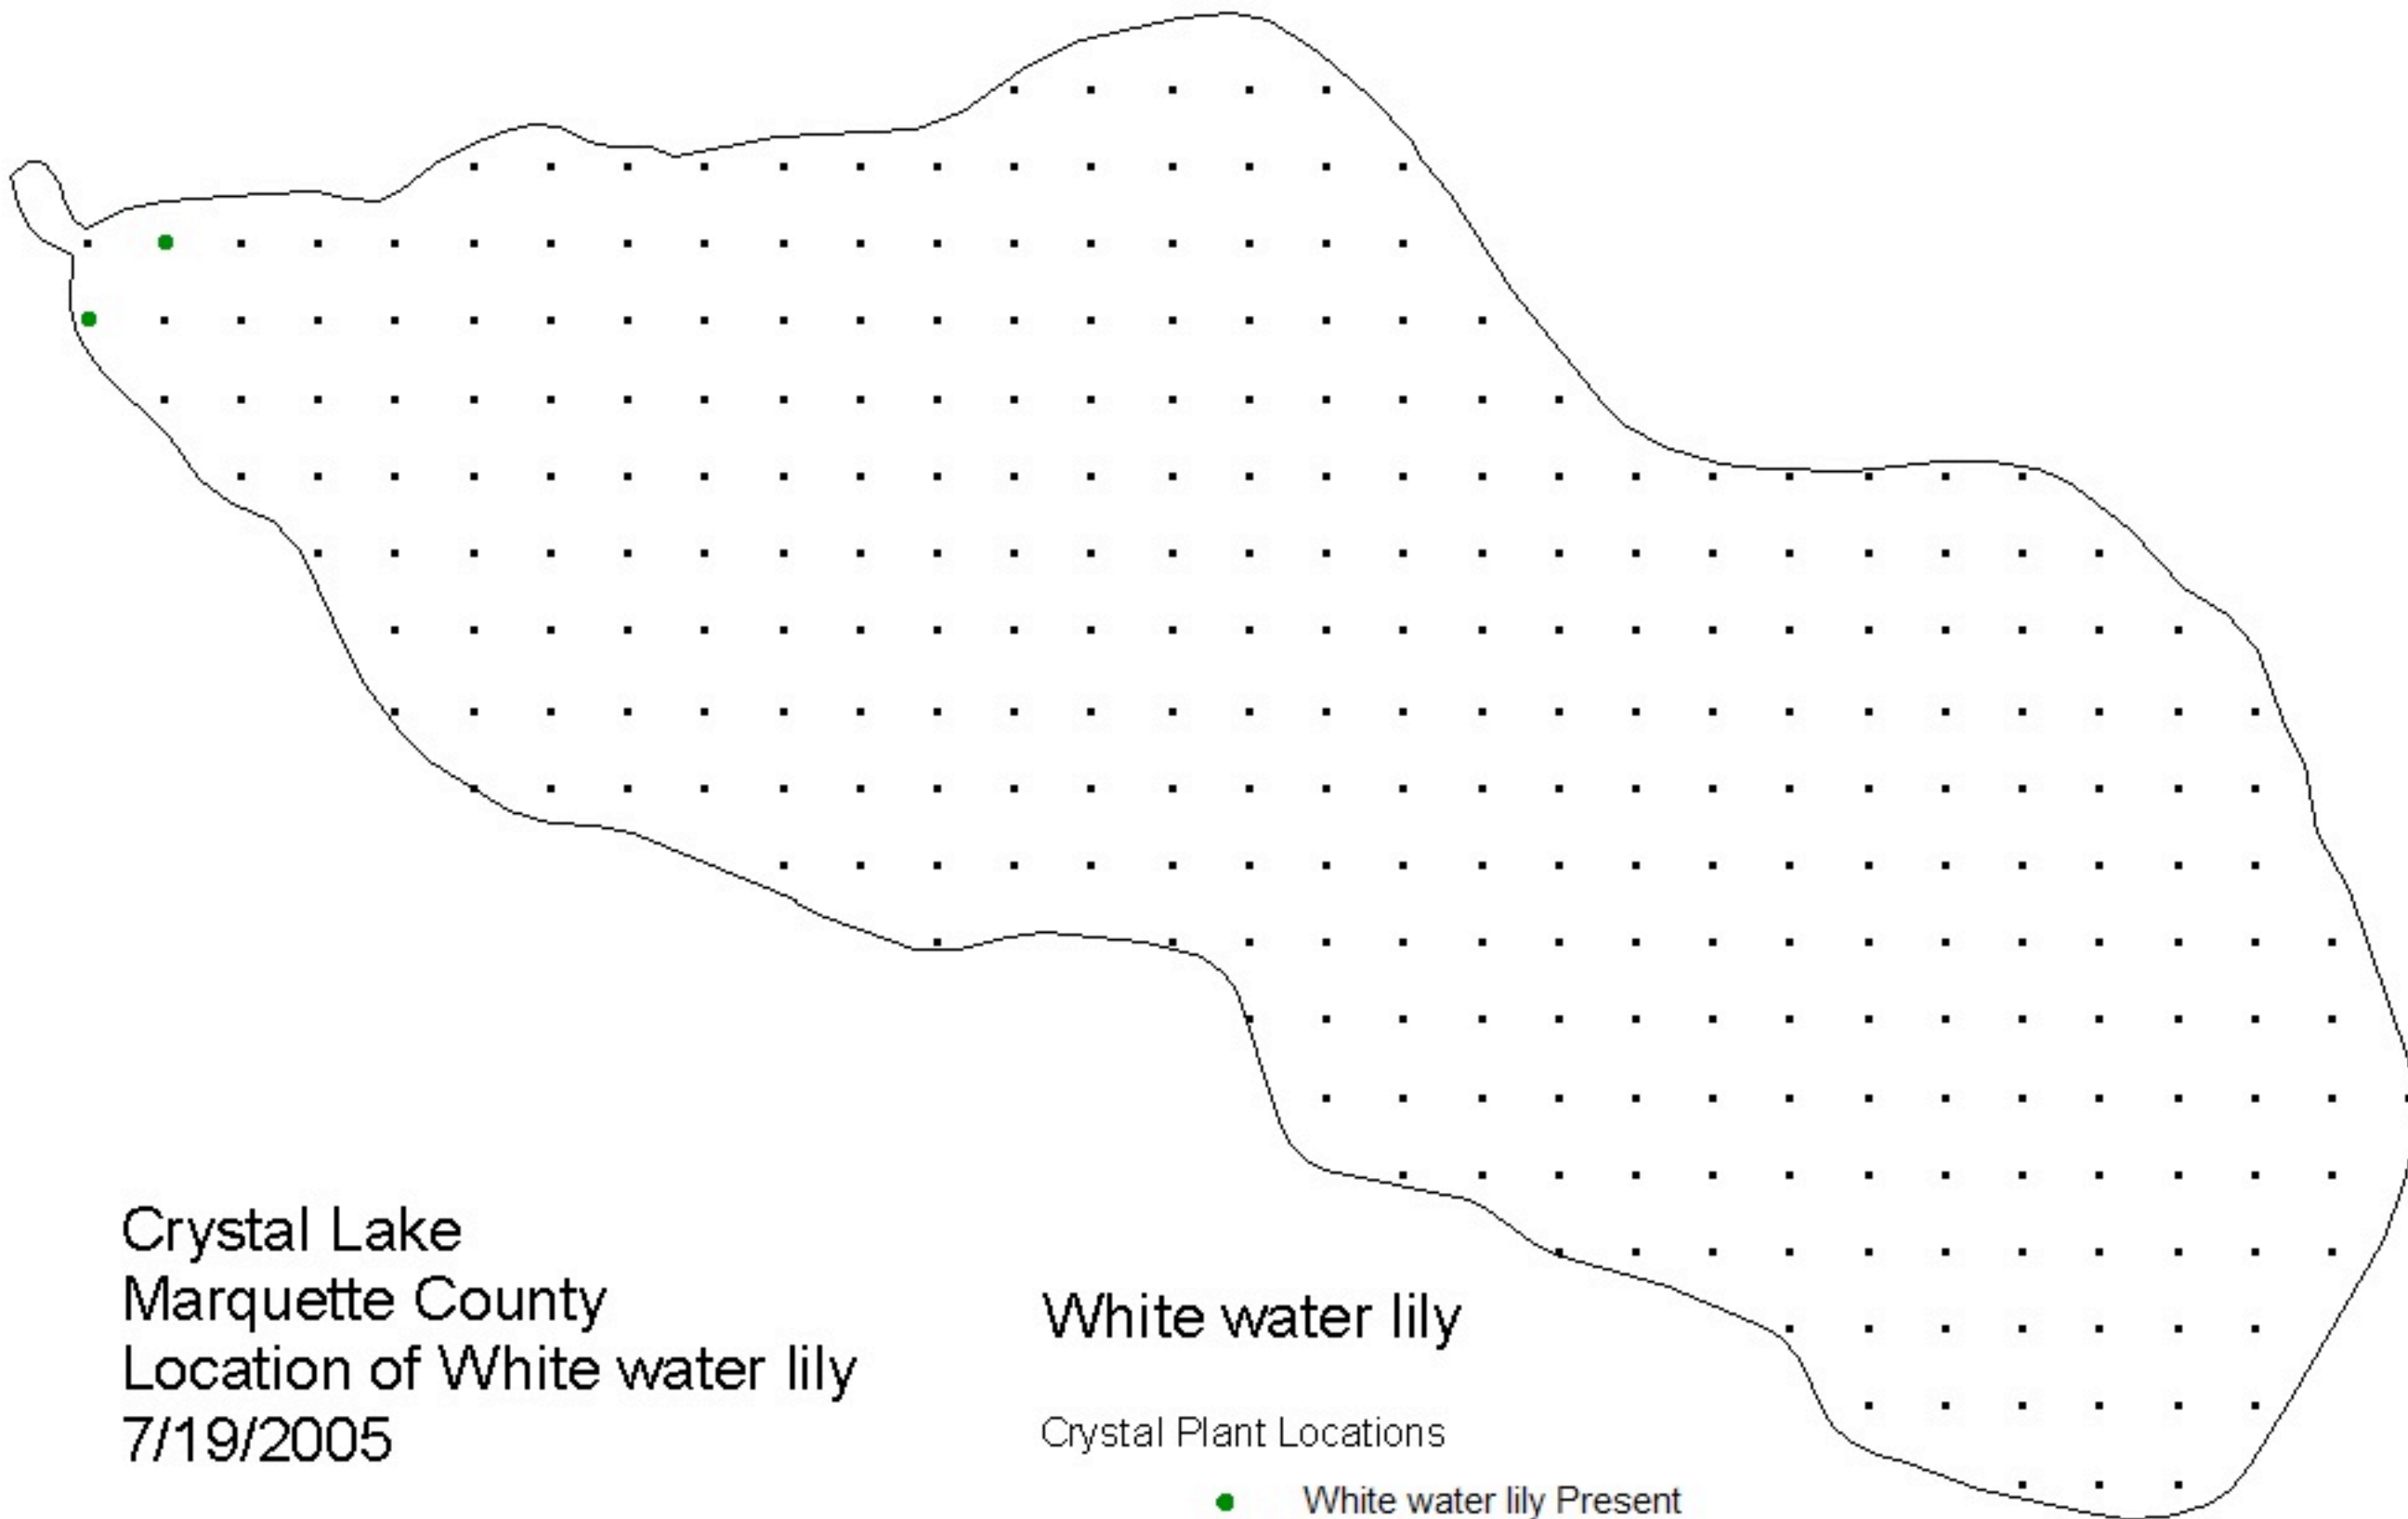 Crystal Lake
Marquette County
Location of White water lily
7/19/2005
White water lily
Crystal Plant Locations
White water lily Present